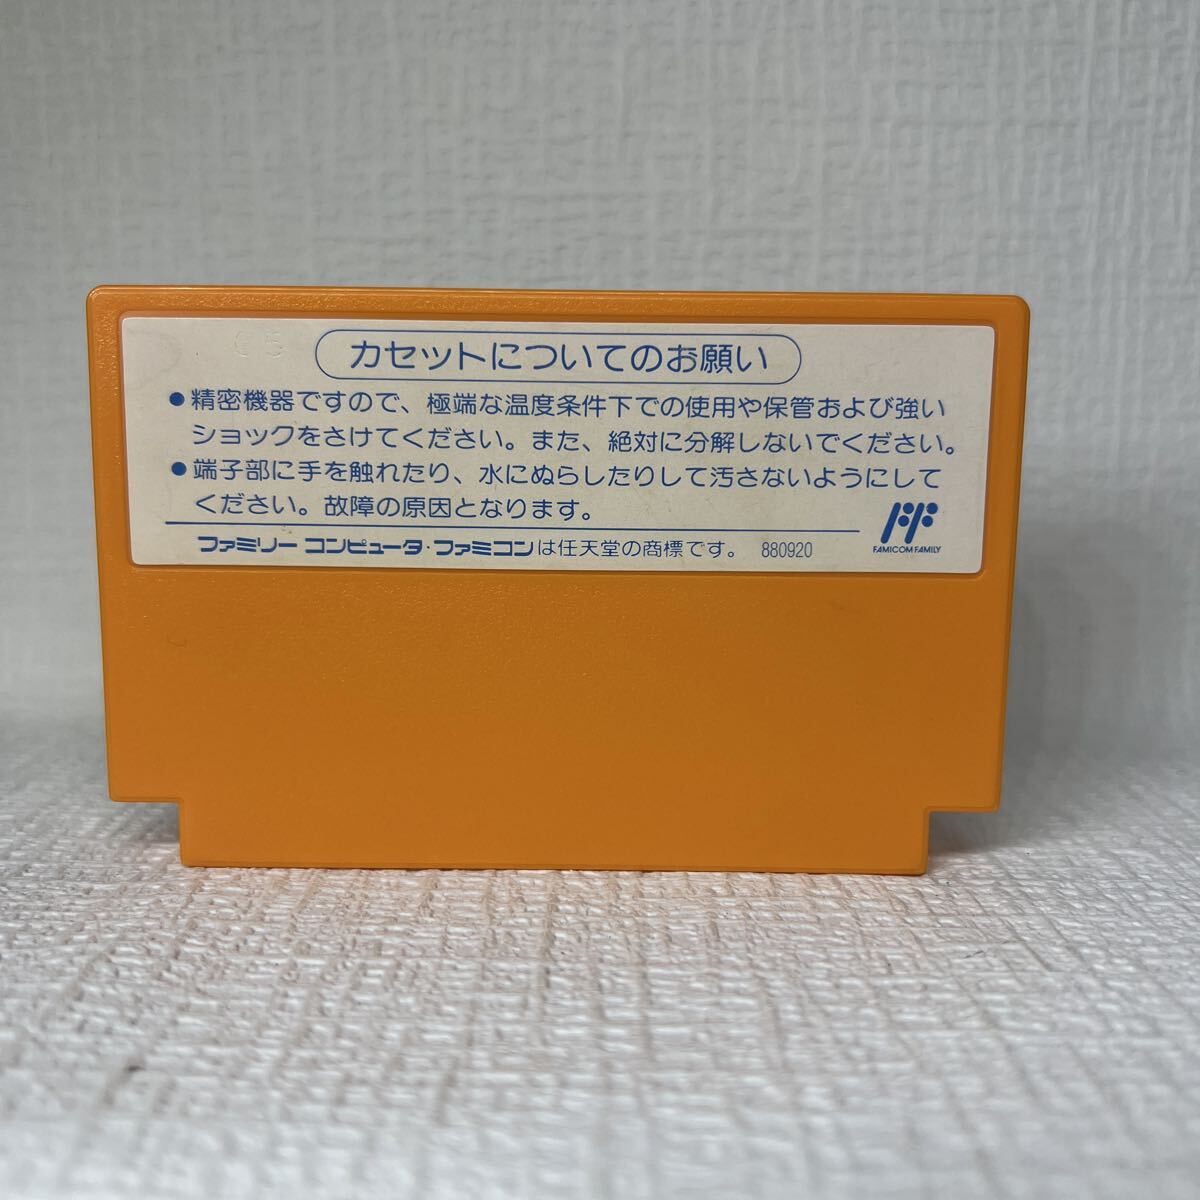 05
カセットについてのお願い
●精密機器ですので、極端な温度条件下での使用や保管および強い
ショックをさけてください。また、絶対に分解しないでください。
●端子部に手を触れたり、水にぬらしたりして汚さないようにして
ください。故障の原因となります。
ファミリーコンピュータ・ファミコンは任天堂の商標です。 880920
FAMICOM FAMILY